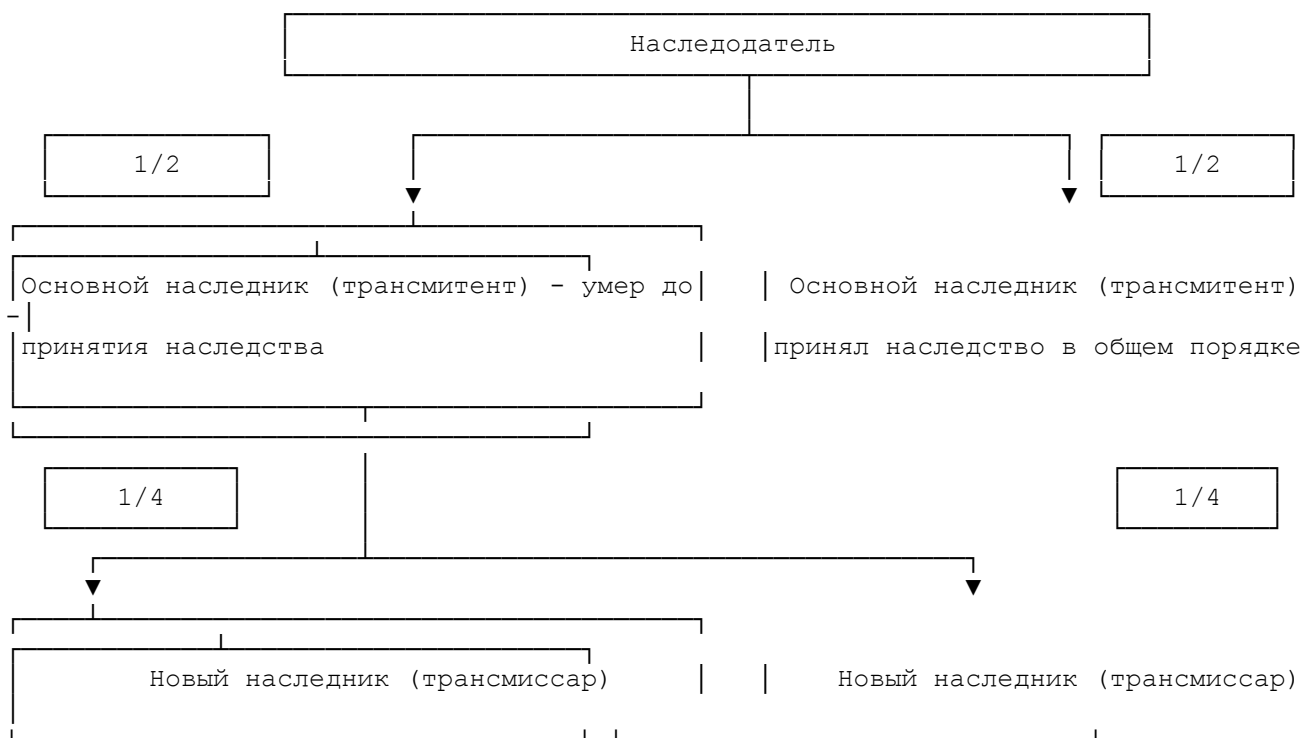 Наследодатель
1/2 1/2
Основной наследник (трансмитент) - умер до Основной наследник (трансмитент)
-
принятия наследства принял наследство в общем порядке
1/4 1/4
Новый наследник (трансмиссар) Новый наследник (трансмиссар)